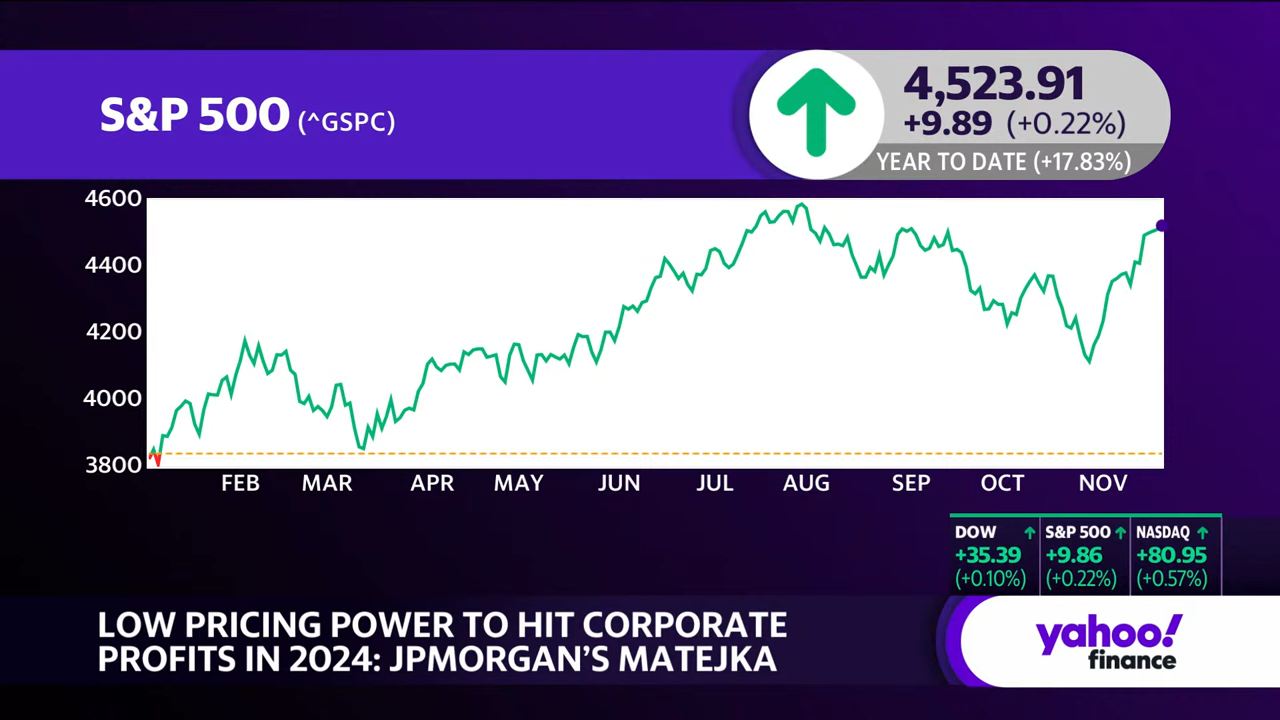 S&P 500 (^GSPC)
4,523.91
+9.89 (+0.22%)
YEAR TO DATE (+17.83%)
4600
4400
4200
4000
3800
FEB MAR APR MAY JUN JUL AUG SEP OCT NOV
DOW S&P 500 NASDAQ
+35.39 +9.86 +80.95
(+0.10%) (+0.22%) (+0.57%)
LOW PRICING POWER TO HIT CORPORATE
PROFITS IN 2024: JPMORGAN’S MATEJKA
yahoo!
finance